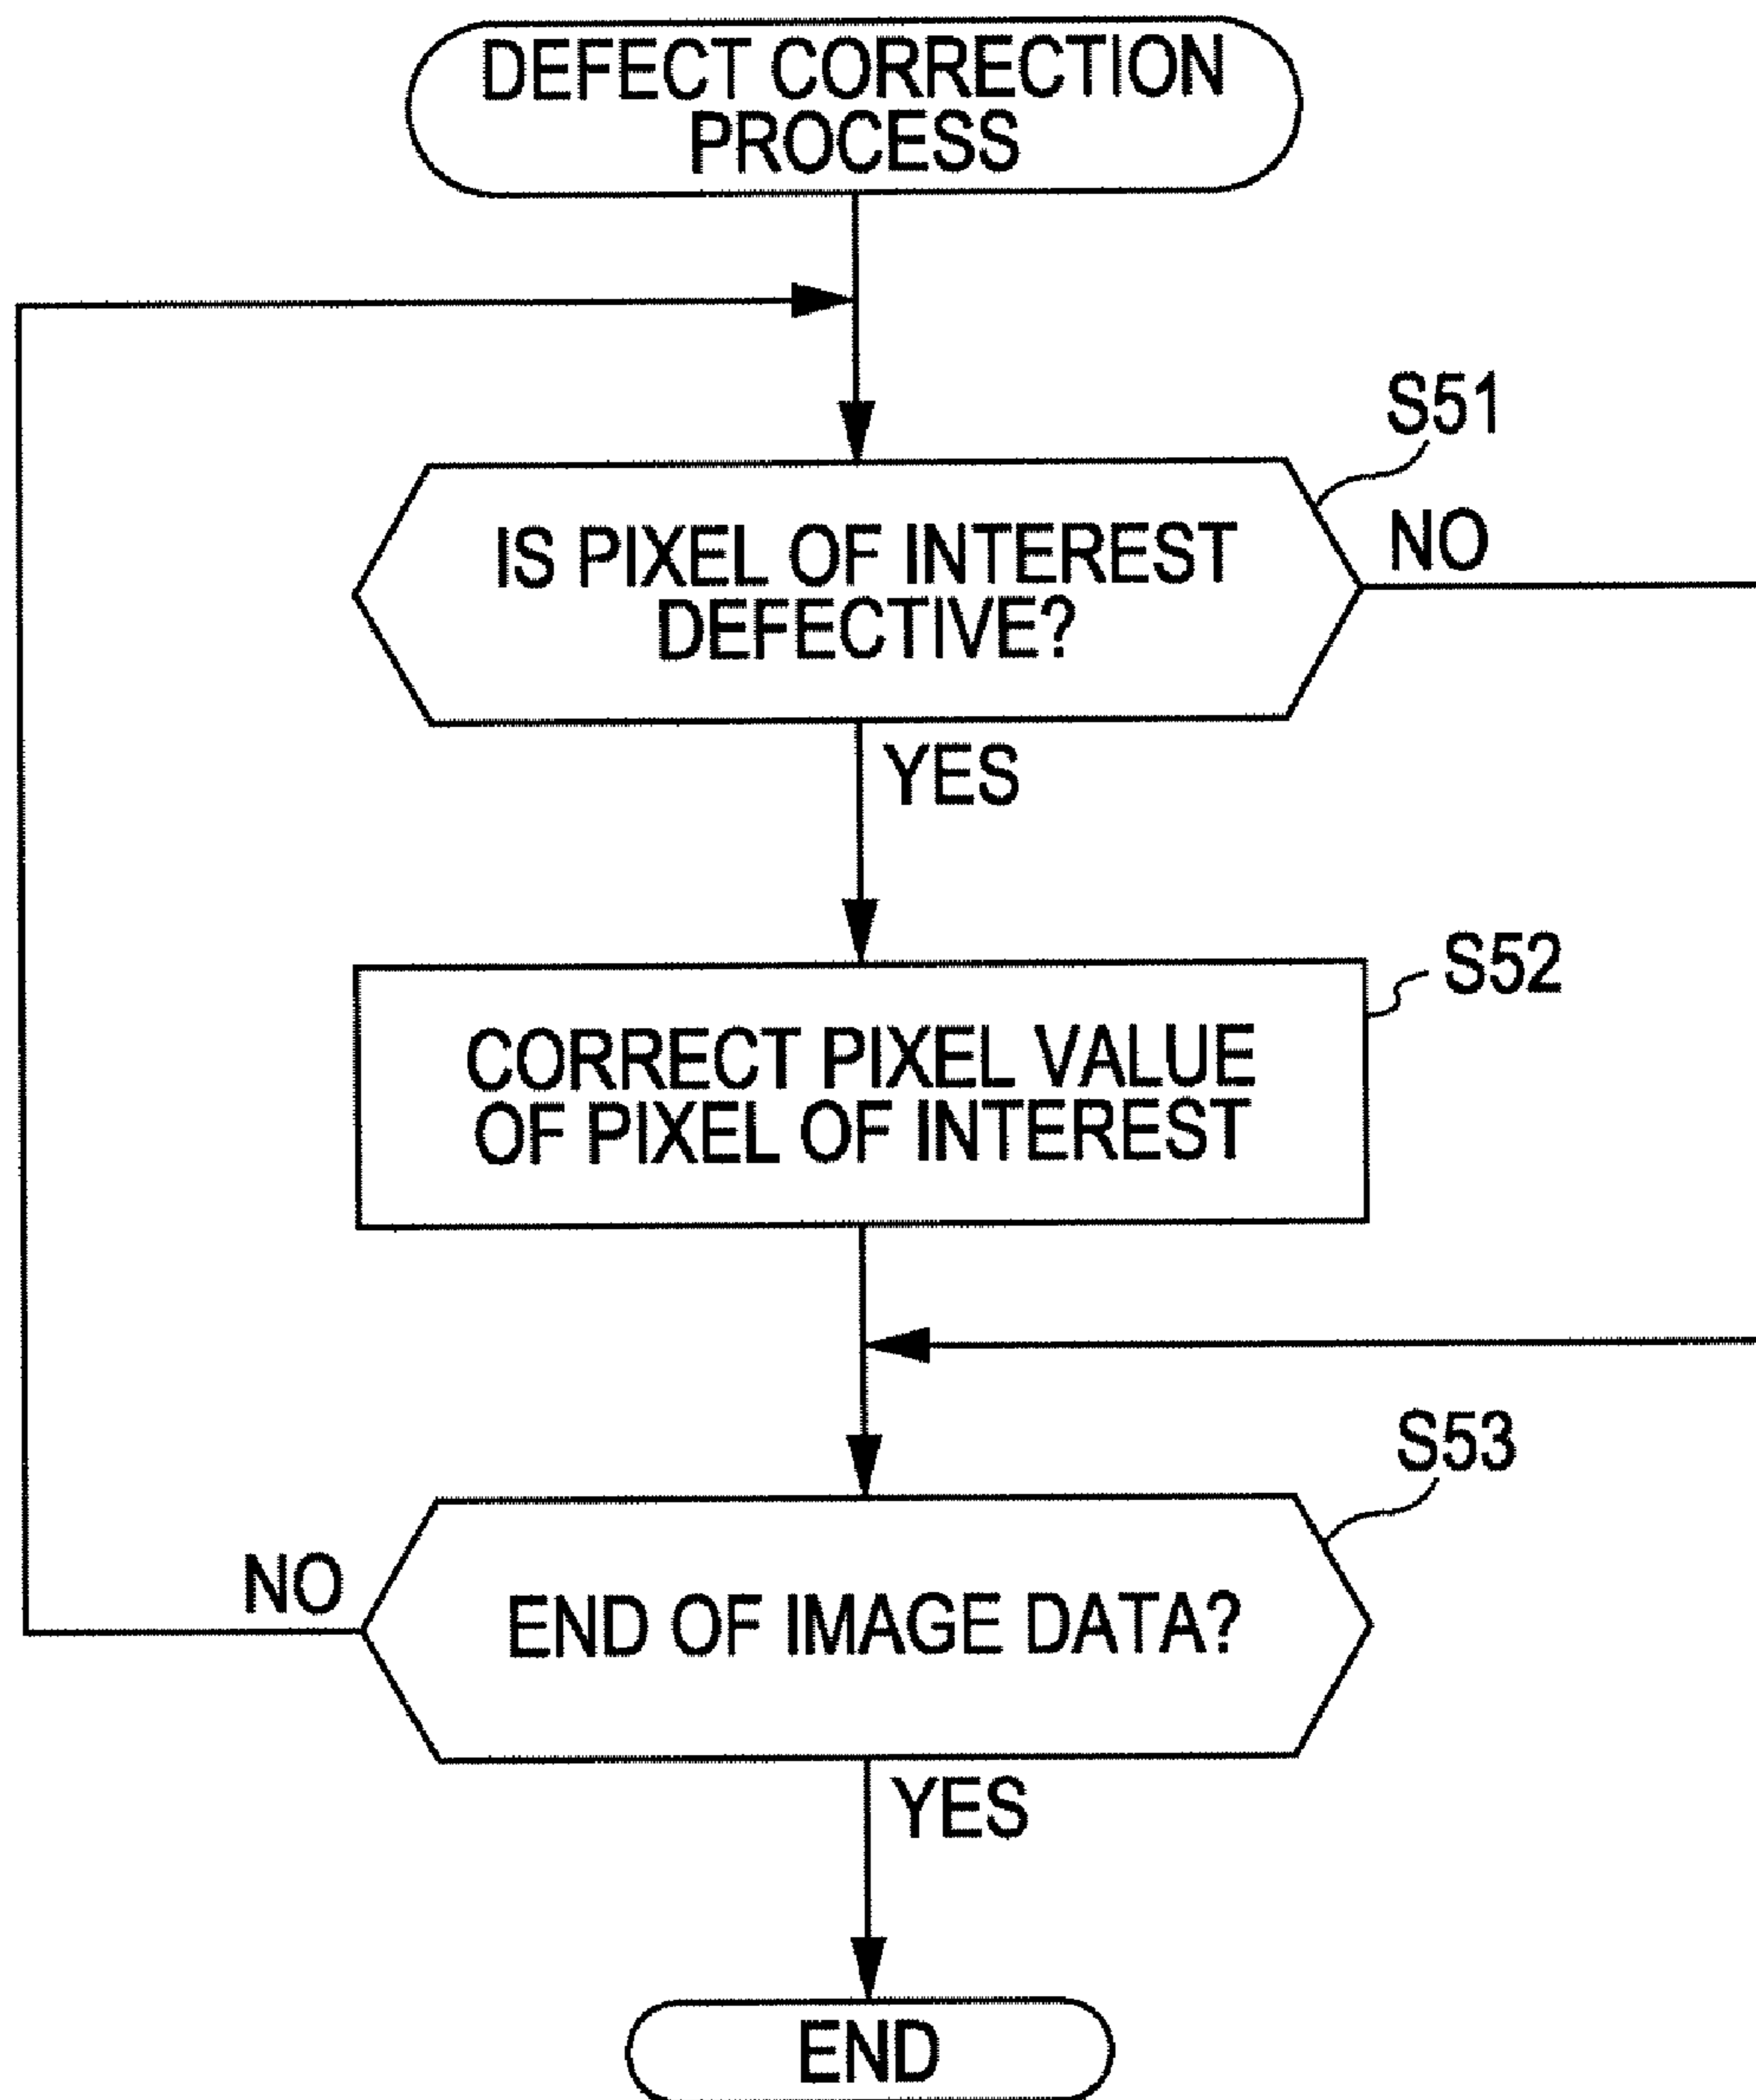 DEFECT CORRECTION
PROCESS
S51
IS PIXEL OF INTEREST
DEFECTIVE?
NO
YES
S52
CORRECT PIXEL VALUE
OF PIXEL OF INTEREST
S53
NO
END OF IMAGE DATA?
YES
END